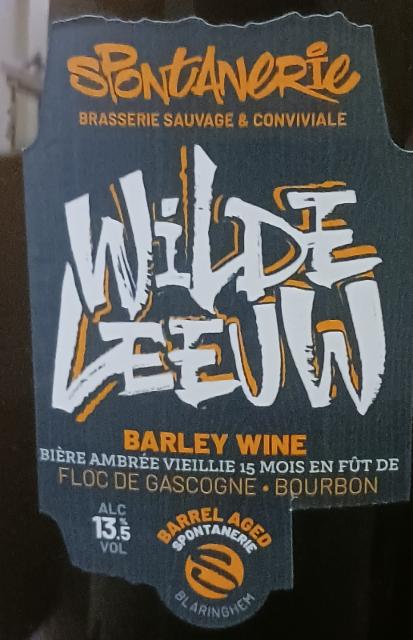 SPONTANERIE
BRASSERIE SAUVAGE & CONVIVIALE
WILDE
LEEUW
BARLEY WINE
BIÈRE AMBRÉE VIEILLIE 15 MOIS EN FÛT DE
FLOC DE GASCOGNE • BOURBON
ALC
13.5%
VOL
BARREL AGED
SPONTANERIE
BLARINGHEM